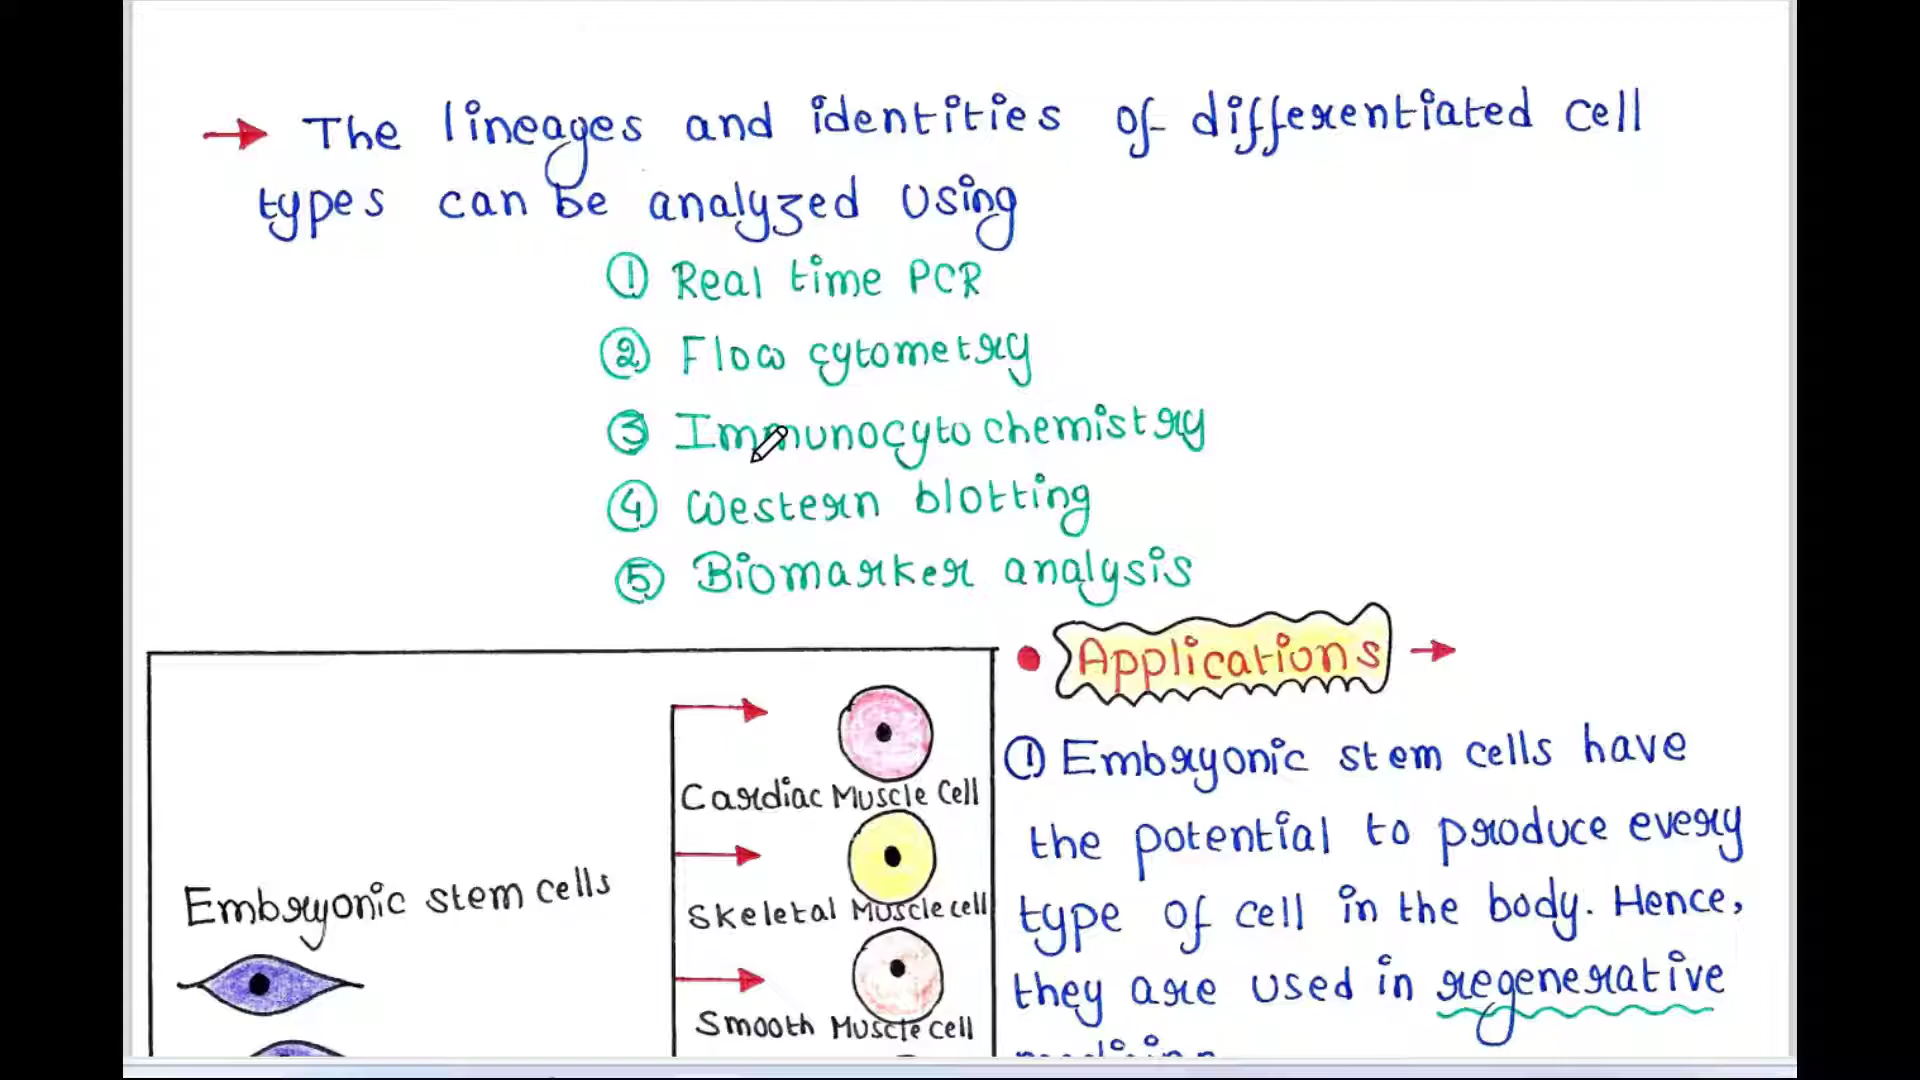 → The lineages and identities of differentiated cell
types can be analyzed using
① Real time PCR
② Flow cytometry
③ Immunocytochemistry
④ Western blotting
⑤ Biomarker analysis
• Applications →
Cardiac Muscle Cell
Skeletal Muscle cell
Smooth Muscle cell
Embryonic stem cells
① Embryonic stem cells have
the potential to produce every
type of cell in the body. Hence,
they are used in regenerative